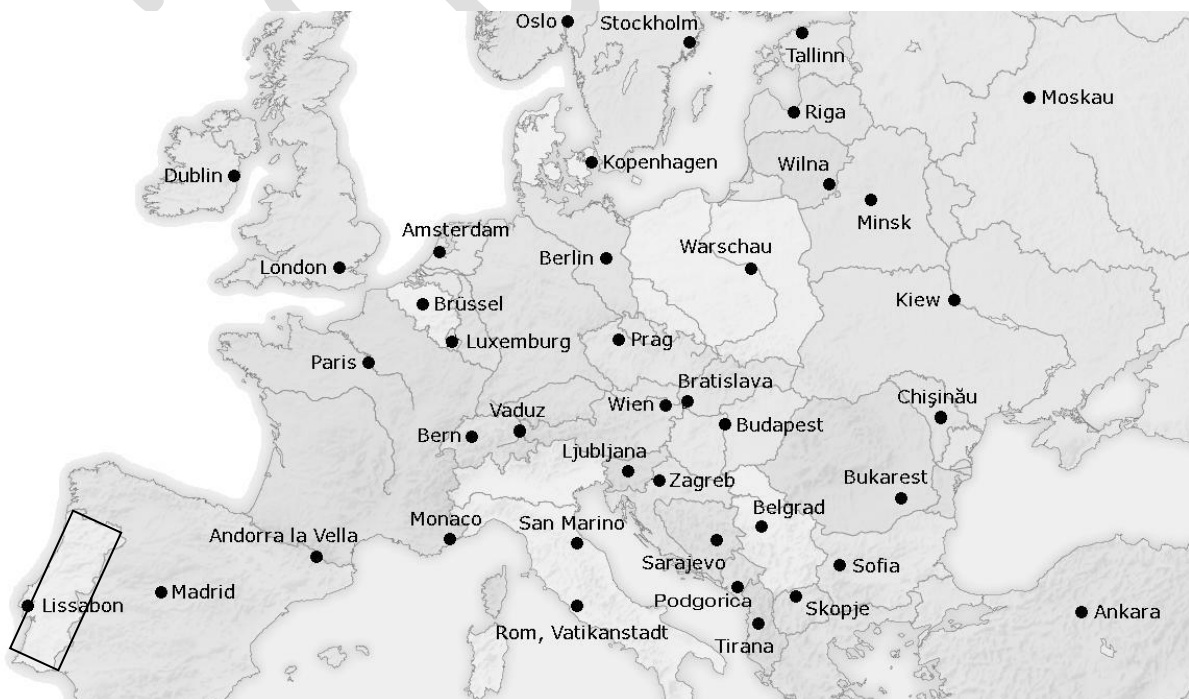 Oslo
Stockholm
Tallinn
Moskau
Riga
Kopenhagen
Wilna
Dublin
Minsk
Amsterdam
Warschau
Berlin
London
Kiew
Brüssel
Luxemburg
Prag
Paris
Bratislava
Chişinău
Vaduz
Wien
Budapest
Bern
Ljubljana
Zagreb
Bukarest
Belgrad
Monaco
San Marino
Andorra la Vella
Sarajevo
Sofia
Madrid
Podgorica
Lissabon
Skopje
Ankara
Rom, Vatikanstadt
Tirana